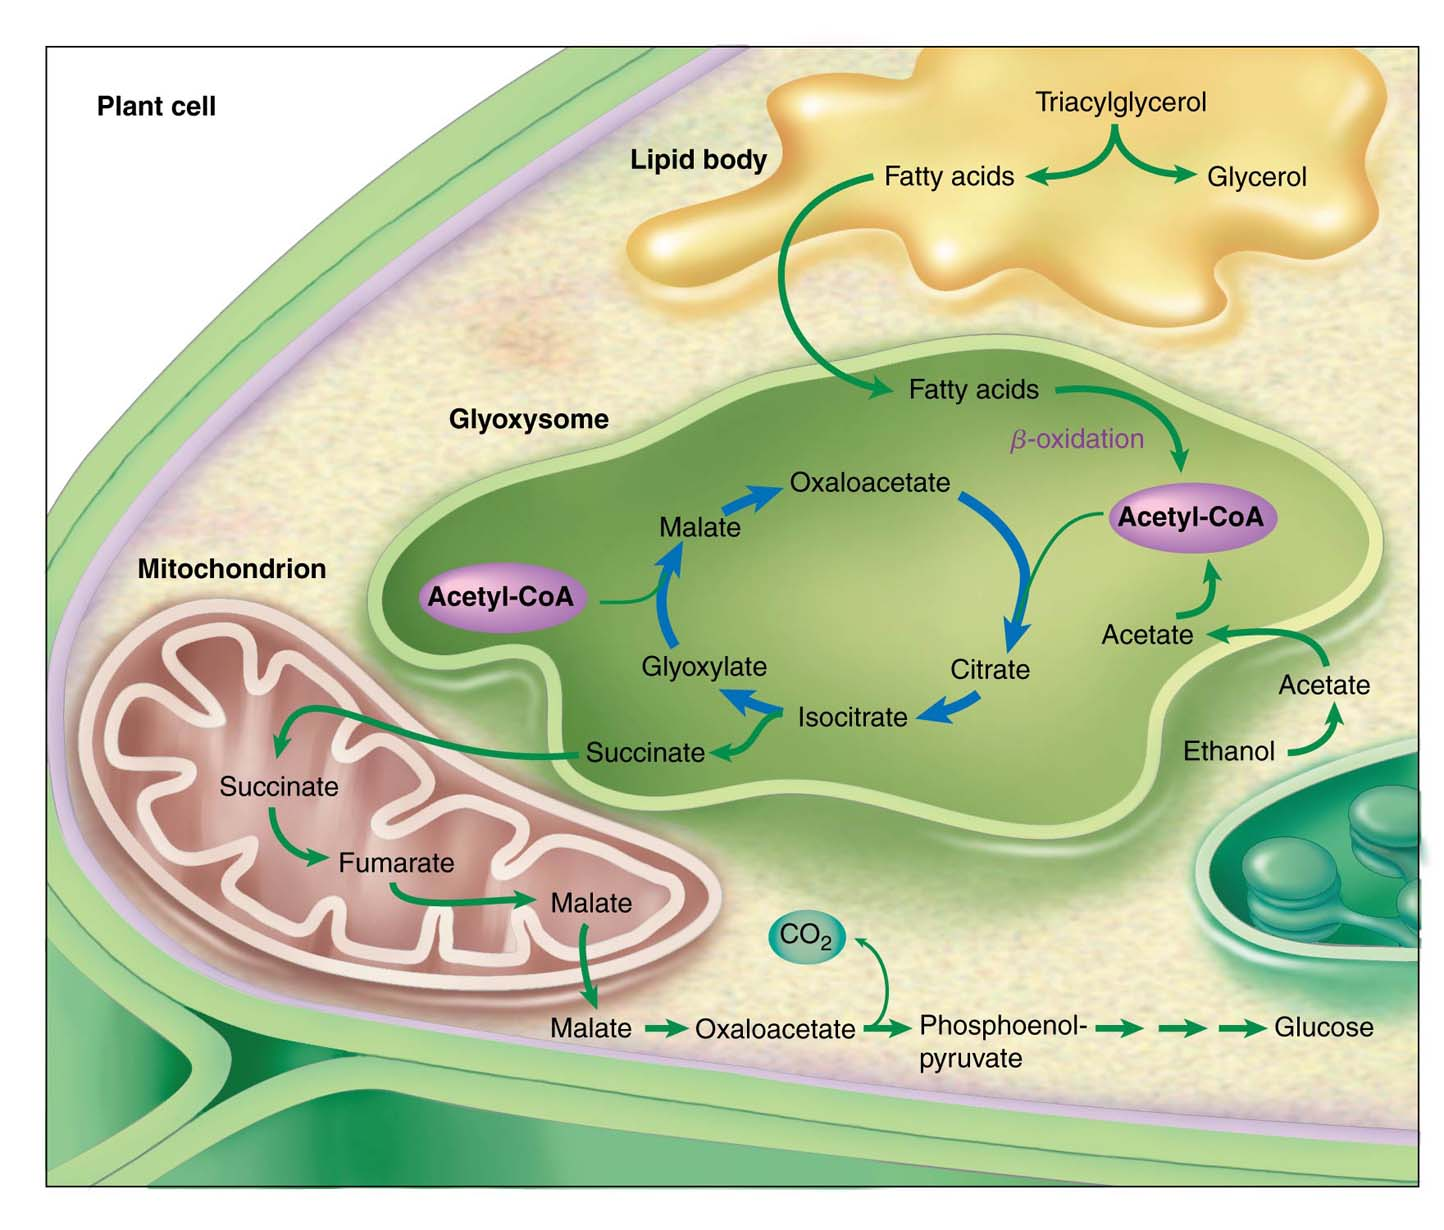 Plant cell
Triacylglycerol
Lipid body
Fatty acids
Glycerol
Fatty acids
Glyoxysome
β-oxidation
Oxaloacetate
Acetyl-CoA
Malate
Mitochondrion
Acetyl-CoA
Acetate
Glyoxylate
Citrate
Acetate
Isocitrate
Succinate
Ethanol
Succinate
Fumarate
Malate
CO₂
Malate
Oxaloacetate
Phosphoenol-
pyruvate
Glucose